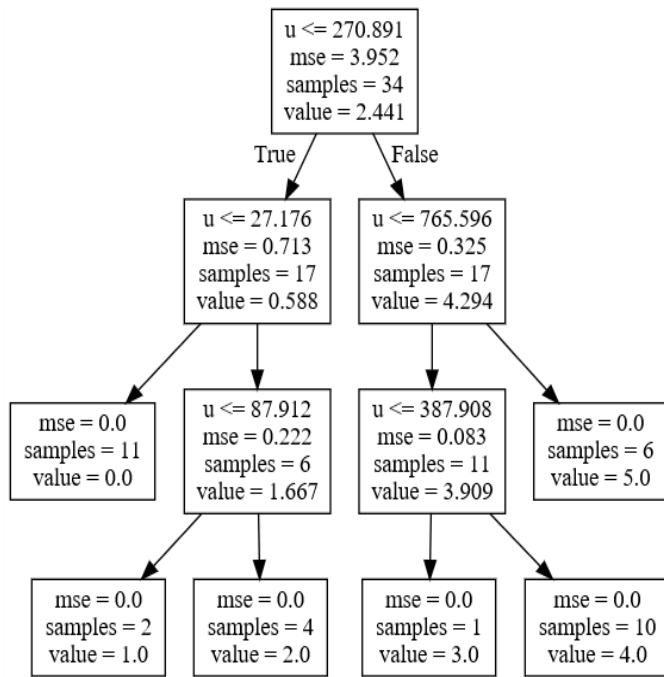 u <= 270.891
mse = 3.952
samples = 34
value = 2.441
True
False
u <= 27.176
mse = 0.713
samples = 17
value = 0.588
u <= 765.596
mse = 0.325
samples = 17
value = 4.294
mse = 0.0
samples = 11
value = 0.0
u <= 87.912
mse = 0.222
samples = 6
value = 1.667
u <= 387.908
mse = 0.083
samples = 11
value = 3.909
mse = 0.0
samples = 6
value = 5.0
mse = 0.0
samples = 2
value = 1.0
mse = 0.0
samples = 4
value = 2.0
mse = 0.0
samples = 1
value = 3.0
mse = 0.0
samples = 10
value = 4.0